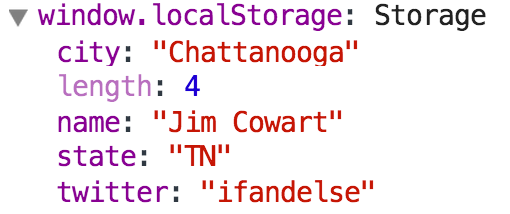 window.localStorage: Storage
city: "Chattanooga"
length: 4
name: "Jim Cowart"
state: "TN"
twitter: "ifandelse"